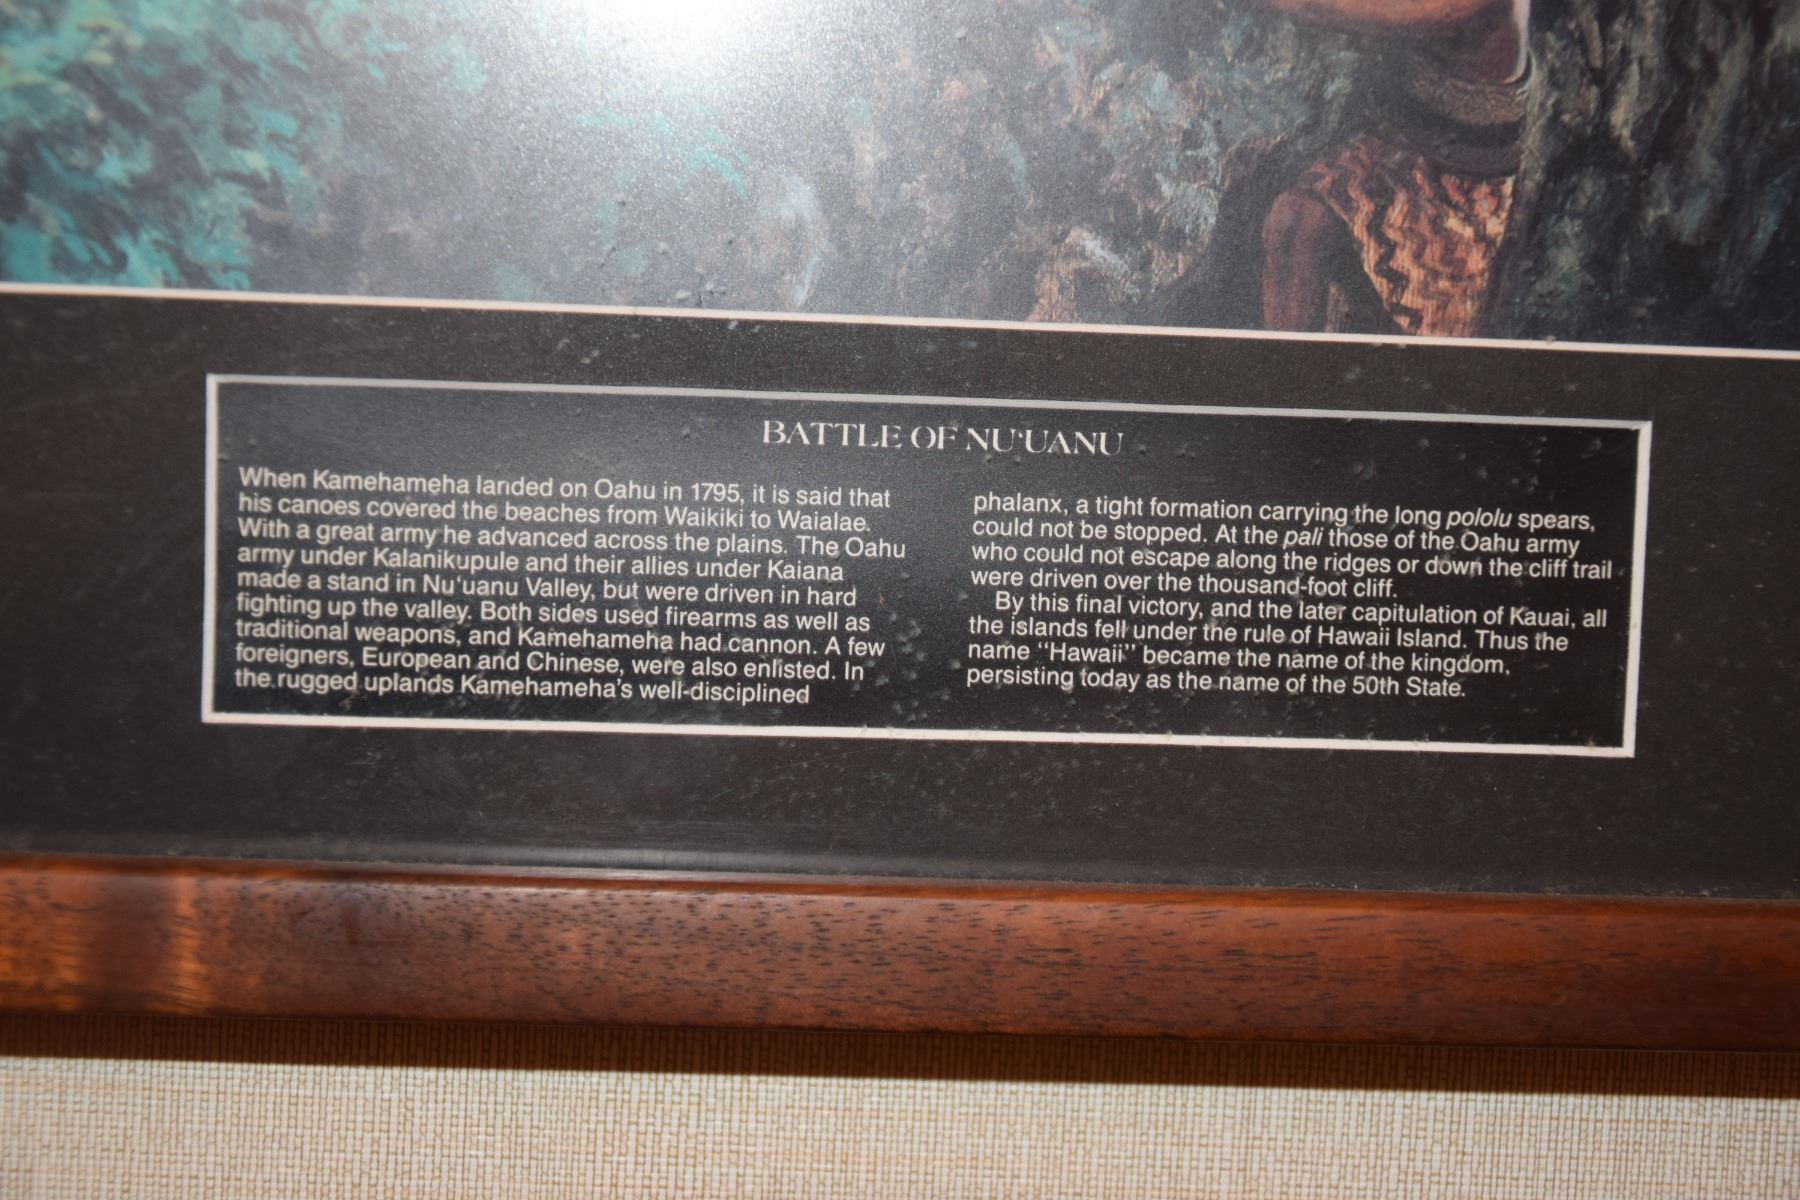 BATTLE OF NUʻUANU
When Kamehameha landed on Oahu in 1795, it is said that
his canoes covered the beaches from Waikiki to Waialae.
With a great army he advanced across the plains. The Oahu
army under Kalanikupule and their allies under Kaiana
made a stand in Nuʻuanu Valley, but were driven in hard
fighting up the valley. Both sides used firearms as well as
traditional weapons, and Kamehameha had cannon. A few
foreigners, European and Chinese, were also enlisted. In
the rugged uplands Kamehameha's well-disciplined
phalanx, a tight formation carrying the long pololu spears,
could not be stopped. At the pali those of the Oahu army
who could not escape along the ridges or down the cliff trail
were driven over the thousand-foot cliff.
By this final victory, and the later capitulation of Kauai, all
the islands fell under the rule of Hawaii Island. Thus the
name "Hawaii" became the name of the kingdom,
persisting today as the name of the 50th State.